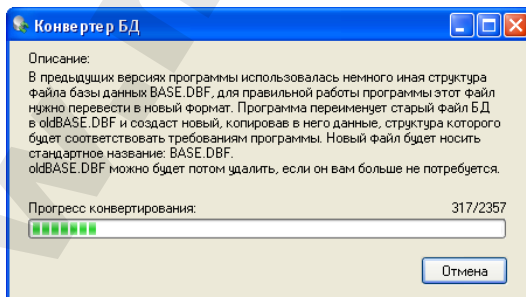 Конвертер БД
Описание:
В предыдущих версиях программы использовалась немного иная структура
файла базы данных BASE.DBF, для правильной работы программы этот файл
нужно перевести в новый формат. Программа переименует старый файл БД
в oldBASE.DBF и создаст новый, копировав в него данные, структура которого
будет соответствовать требованиям программы. Новый файл будет носить
стандартное название: BASE.DBF.
oldBASE.DBF можно будет потом удалить, если он вам больше не потребуется.
Прогресс конвертирования: 317/2357
Отмена